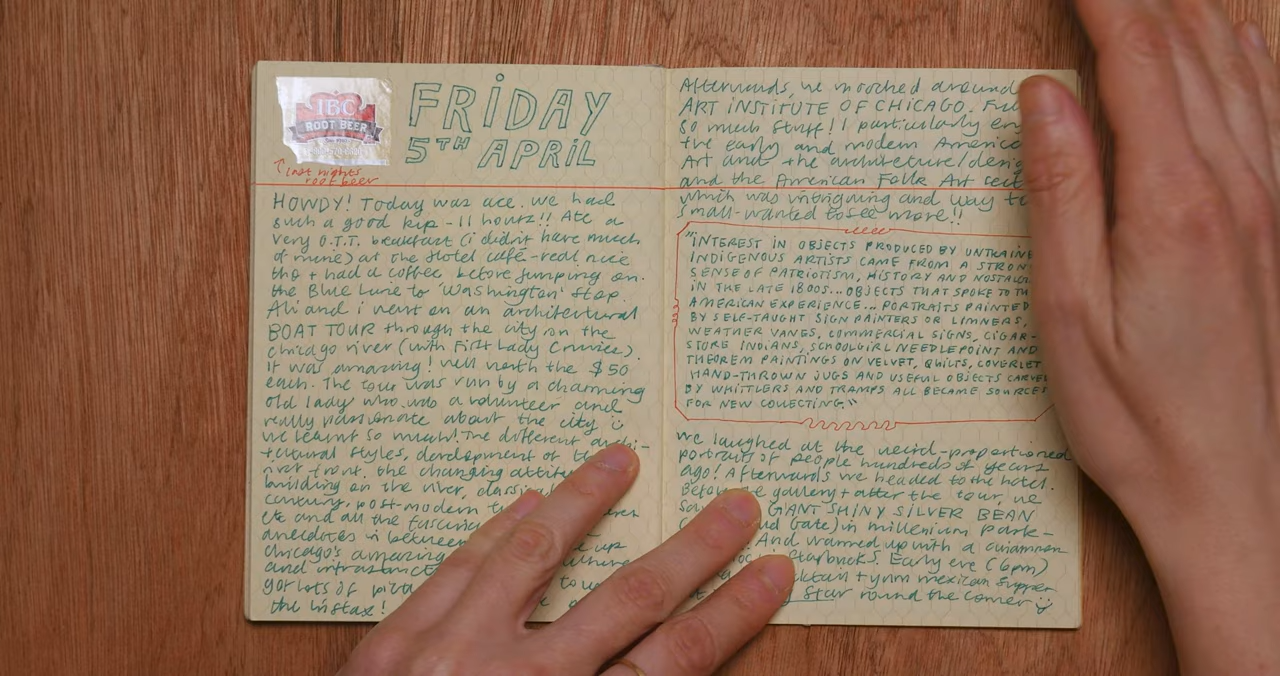 IBC
ROOT BEER
FRIDAY
5TH APRIL
last nights
root beer
HOWDY! Today was ace. We had
such a good kip - 11 hours!! Ate a
very O.T.T. breakfast (i didn't have much
of mine) at the Hotel café - real nice
tho + had a coffee before jumping on
the Blue Line to 'Washington' Stop.
Ali and i went on an architectural
BOAT TOUR through the city on the
Chicago river (with First Lady Cruises).
It was amazing! Well worth the $50
each. The tour was run by a charming
old lady who was a volunteer and
really passionate about the city
We learnt so much! The different archi-
tectural styles, development of
river front, the changing
building on the river,
century, post-modern
etc and all the
anecdotes in between
Chicago's amazing up
and
got lots of
the instax!
Afterwards, we mooched around
ART INSTITUTE OF CHICAGO.
So much stuff! I particularly
the early and modern
Art and the architecture/
and the American Folk Art
which was intriguing and way
small - wanted to see more!!
"INTEREST IN OBJECTS PRODUCED BY
INDIGENOUS ARTISTS CAME FROM A
SENSE OF PATRIOTISM, HISTORY AND
IN THE LATE 1800s... OBJECTS THAT SPOKE TO
AMERICAN EXPERIENCE... PORTRAITS PAINTED
BY SELF-TAUGHT SIGN PAINTERS OR LIMNERS,
WEATHER VANES, COMMERCIAL SIGNS, CIGAR-
STORE INDIANS, SCHOOLGIRL NEEDLEPOINT AND
THEOREM PAINTINGS ON VELVET, QUILTS,
HAND-THROWN JUGS AND USEFUL OBJECTS
BY WHITTLERS AND TRAMPS ALL BECAME SOURCES
FOR NEW COLLECTING."
We laughed at the weird-proportioned
portraits of people hundreds of years
ago! Afterwards we headed to the hotel.
gallery + after the tour, we
GIANT SHINY SILVER BEAN
Gate) in millenium Park -
And warmed up with a cinnamon
Starbucks. Early eve (6pm)
+ yum mexican supper
Star round the corner